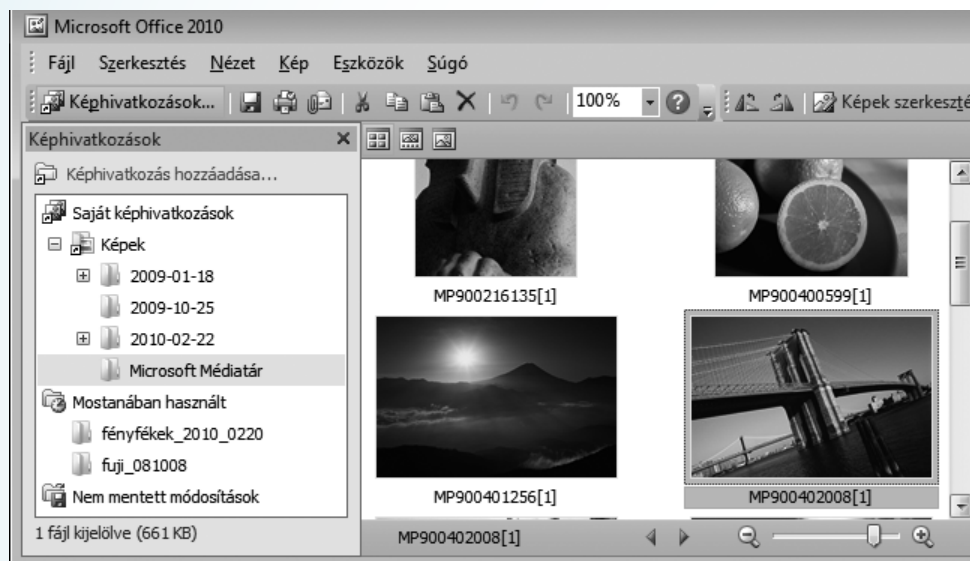 Microsoft Office 2010
Fájl Szerkesztés Nézet Kép Eszközök Súgó
Képhivatkozások... 100% Képek szerkeszté
Képhivatkozások
Képhivatkozás hozzáadása...
Saját képhivatkozások
Képek
2009-01-18
2009-10-25
2010-02-22
Microsoft Médiatár
Mostanában használt
fényfékek_2010_0220
fuji_081008
Nem mentett módosítások
1 fájl kijelölve (661 KB)
MP900216135[1] MP900400599[1]
MP900401256[1] MP900402008[1]
MP900402008[1]